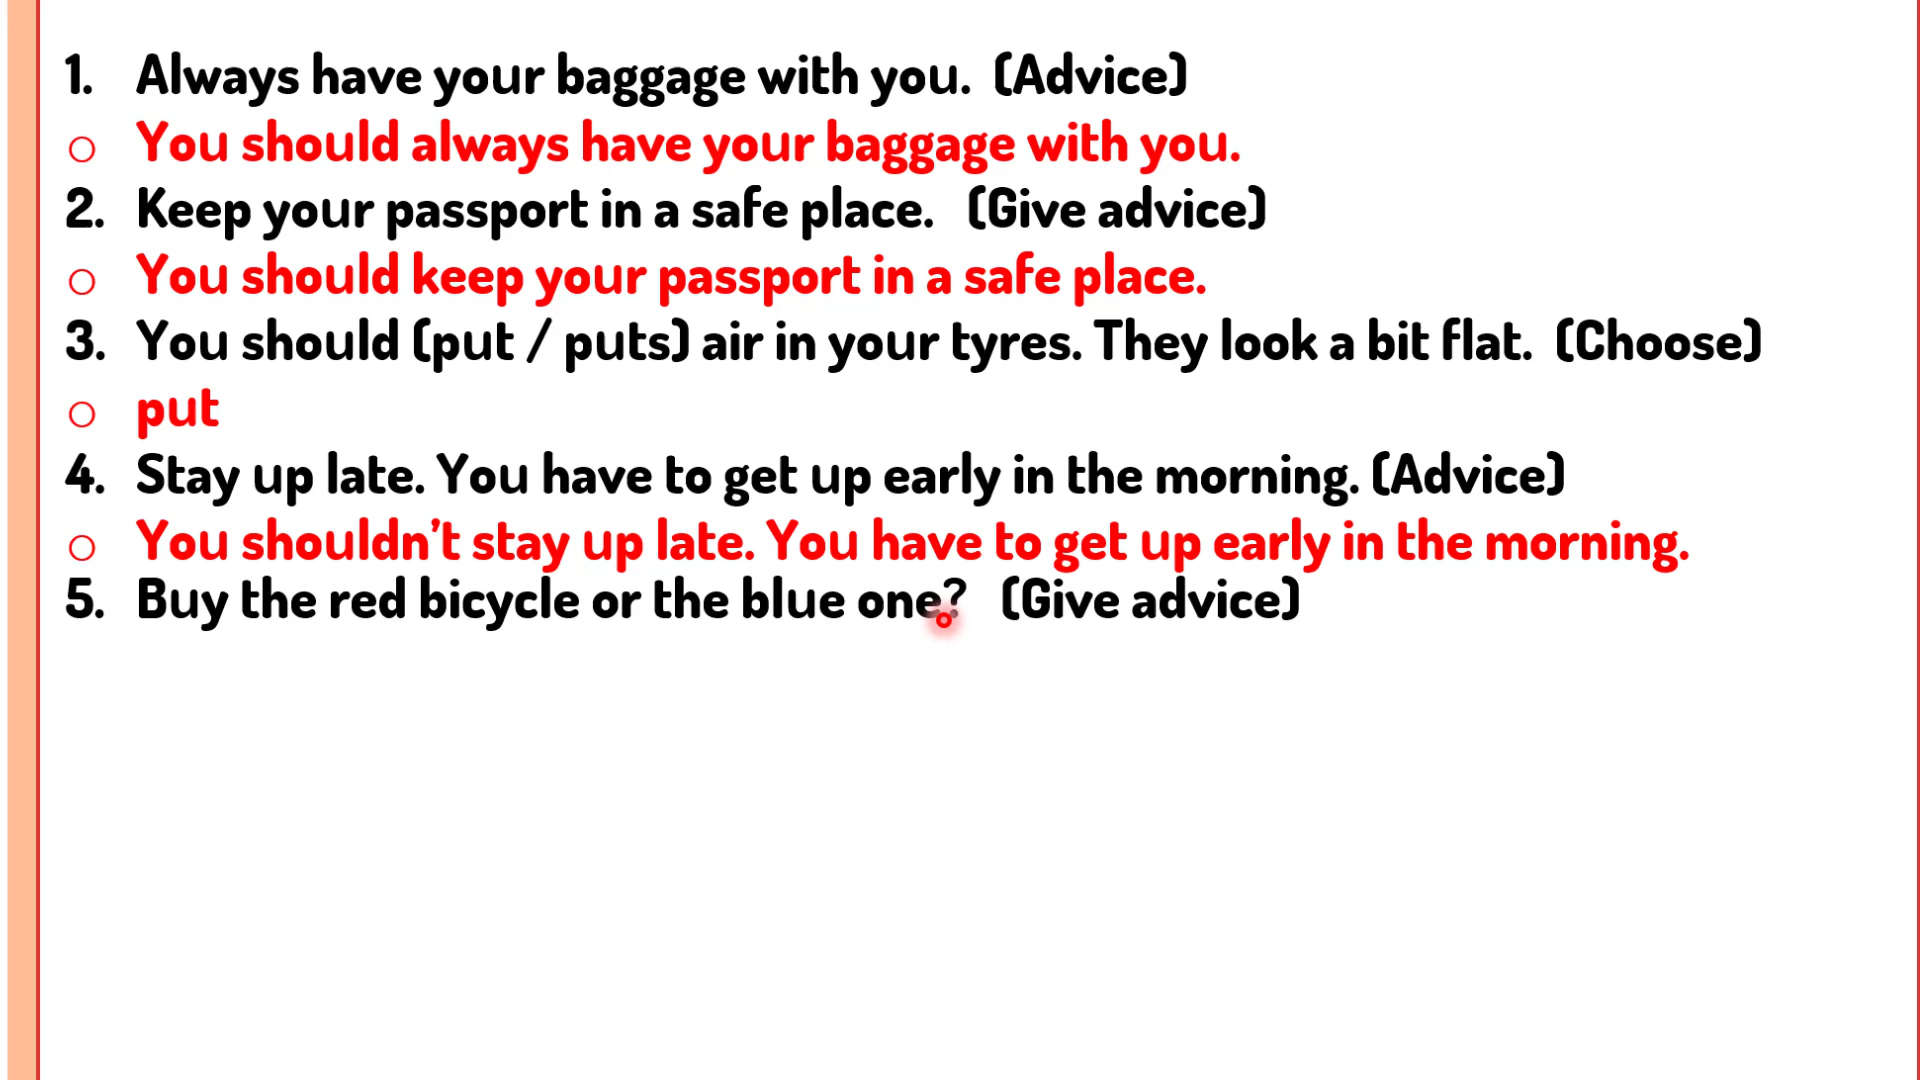 1. Always have your baggage with you. (Advice)
o You should always have your baggage with you.
2. Keep your passport in a safe place. (Give advice)
o You should keep your passport in a safe place.
3. You should (put / puts) air in your tyres. They look a bit flat. (Choose)
o put
4. Stay up late. You have to get up early in the morning. (Advice)
o You shouldn't stay up late. You have to get up early in the morning.
5. Buy the red bicycle or the blue one? (Give advice)